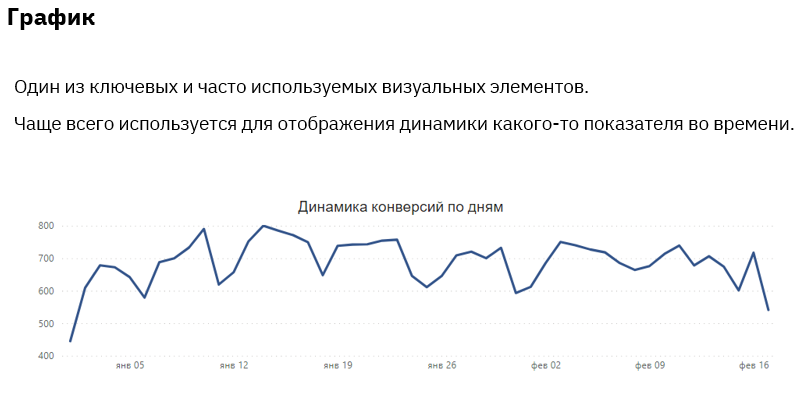 График
Один из ключевых и часто используемых визуальных элементов.
Чаще всего используется для отображения динамики какого-то показателя во времени.
Динамика конверсий по дням
800
700
600
500
400
янв 05 янв 12 янв 19 янв 26 фев 02 фев 09 фев 16